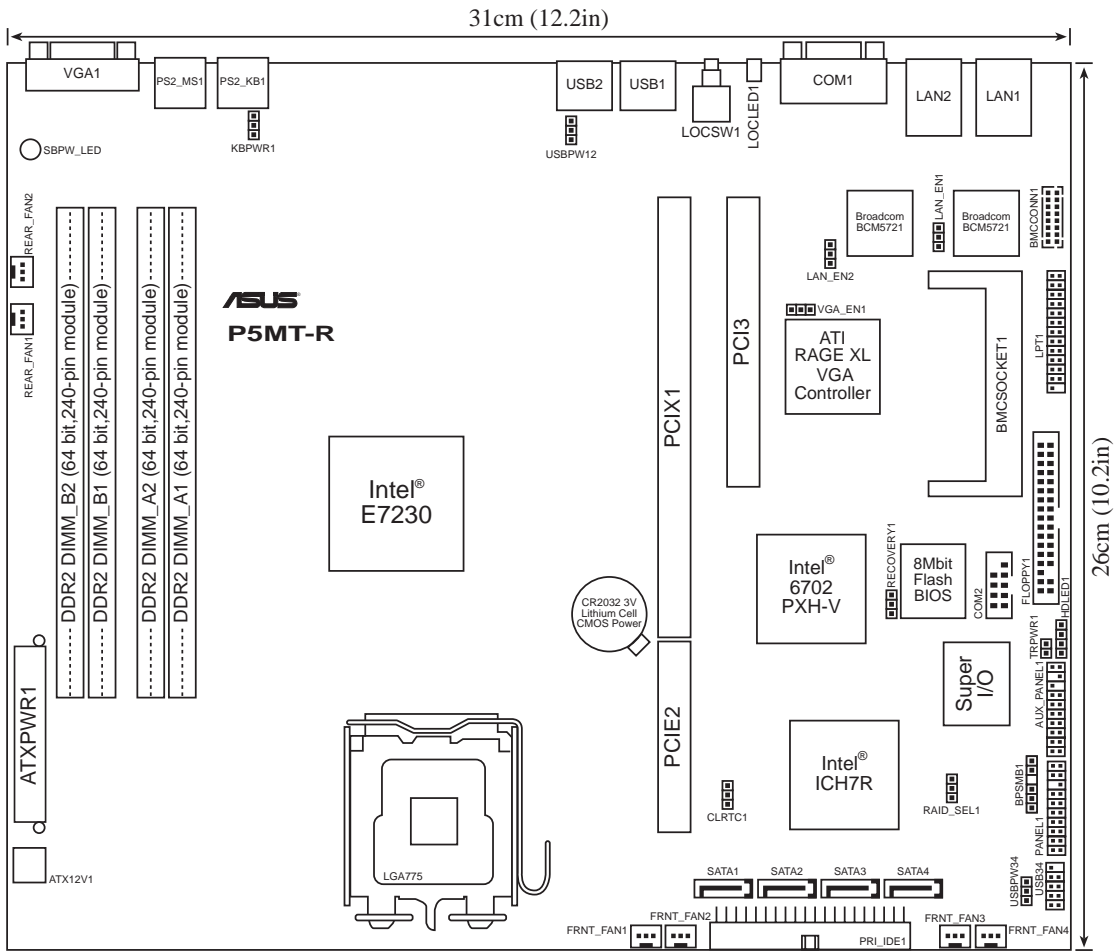 31cm (12.2in)
VGA1
PS2_MS1
PS2_KB1
KBPWR1
USB2
USB1
USBPW12
LOCSW1
LOCLED1
COM1
LAN2
LAN1
SBPW_LED
REAR_FAN2
REAR_FAN1
DDR2 DIMM_B2 (64 bit,240-pin module)
DDR2 DIMM_B1 (64 bit,240-pin module)
DDR2 DIMM_A2 (64 bit,240-pin module)
DDR2 DIMM_A1 (64 bit,240-pin module)
ASUS
P5MT-R
PCIX1
PCI3
Broadcom
BCM5721
LAN_EN1
Broadcom
BCM5721
BMCCONN1
LAN_EN2
VGA_EN1
ATI
RAGE XL
VGA
Controller
BMCSOCKET1
LPT1
26cm (10.2in)
Intel®
E7230
CR2032 3V
Lithium Cell
CMOS Power
Intel®
6702
PXH-V
RECOVERY1
8Mbit
Flash
BIOS
COM2
FLOPPY1
HDLED1
TRPWR1
Super
I/O
AUX_PANEL1
ATXPWR1
PCIE2
Intel®
ICH7R
CLRTC1
RAID_SEL1
BPSMB1
PANEL1
ATX12V1
LGA775
SATA1
SATA2
SATA3
SATA4
USBPW34
USB34
FRNT_FAN1
FRNT_FAN2
PRI_IDE1
FRNT_FAN3
FRNT_FAN4